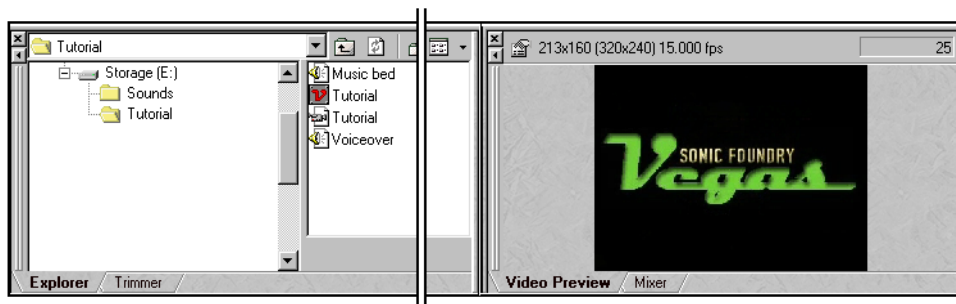 Tutorial
Storage (E:)
Sounds
Tutorial
Music bed
Tutorial
Tutorial
Voiceover
Explorer
Trimmer
213x160 (320x240) 15.000 fps
25
SONIC FOUNDRY
Vegas
Video Preview
Mixer